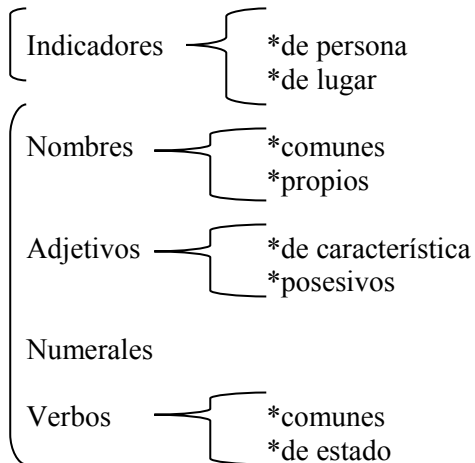 Indicadores *de persona
*de lugar
Nombres *comunes
*propios
Adjetivos *de característica
*posesivos
Numerales
Verbos *comunes
*de estado